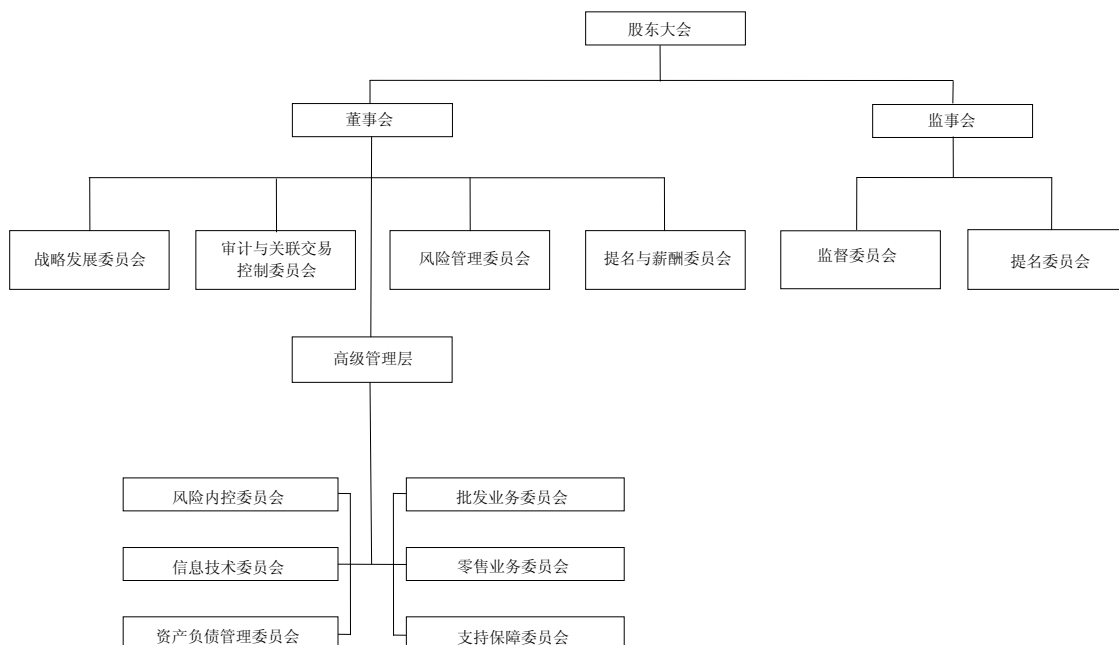 股东大会
董事会
监事会
战略发展委员会
审计与关联交易
控制委员会
风险管理委员会
提名与薪酬委员会
监督委员会
提名委员会
高级管理层
风险内控委员会
批发业务委员会
信息技术委员会
零售业务委员会
资产负债管理委员会
支持保障委员会